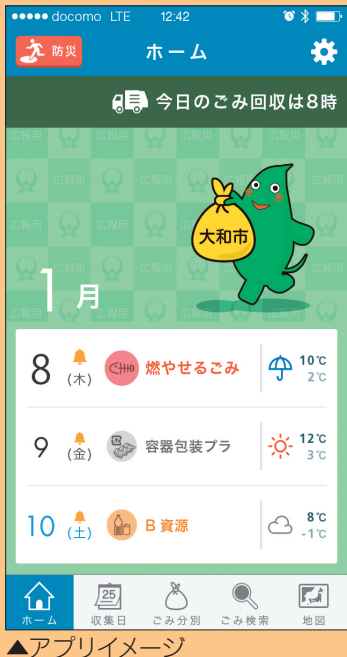 docomo LTE 12:42
防災 ホーム
今日のごみ回収は8時
広報用
大和市
1月
8 (木) 燃やせるごみ 10℃
2℃
9 (金) 容器包装プラ 12℃
3℃
10 (土) B資源 8℃
-1℃
25
ホーム 収集日 ごみ分別 ごみ検索 地図
▲アプリイメージ